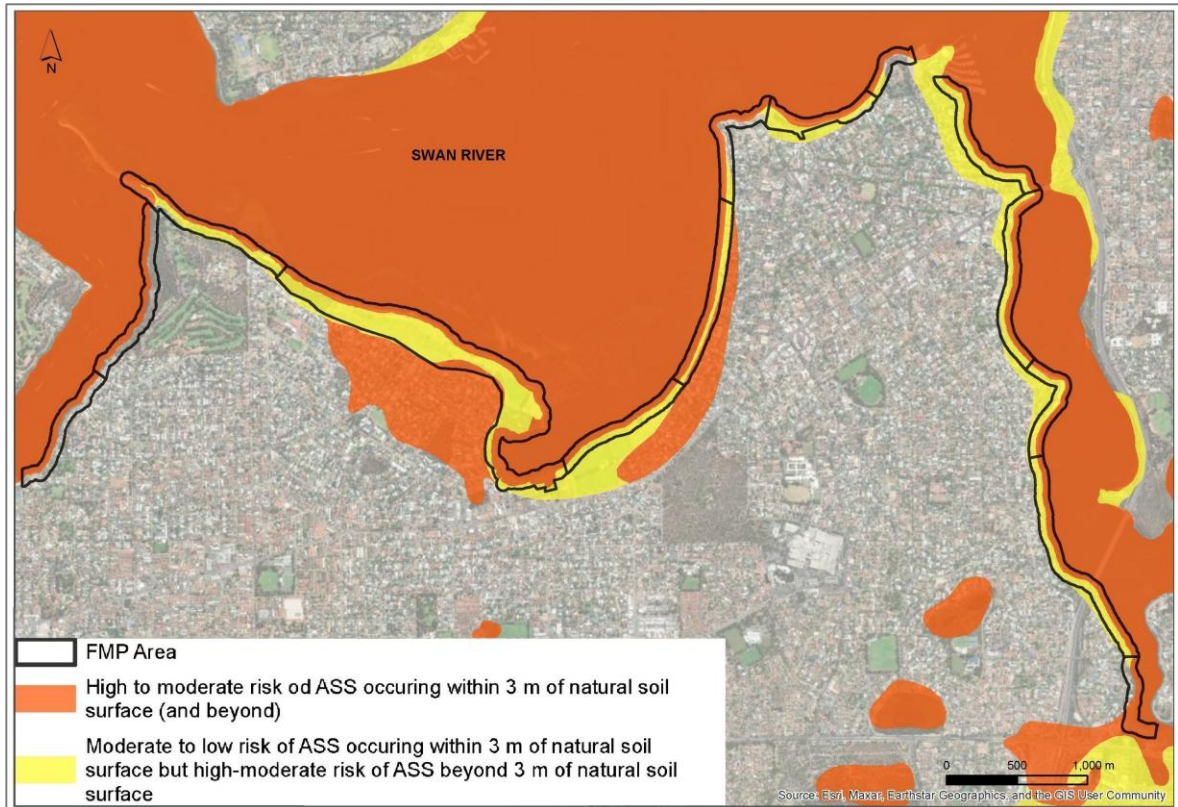 N
SWAN RIVER
FMP Area
High to moderate risk od ASS occuring within 3 m of natural soil
surface (and beyond)
Moderate to low risk of ASS occuring within 3 m of natural soil
surface but high-moderate risk of ASS beyond 3 m of natural soil
surface
0 500 1,000 m
Source: Esri, Maxar, Earthstar Geographics, and the GIS User Community